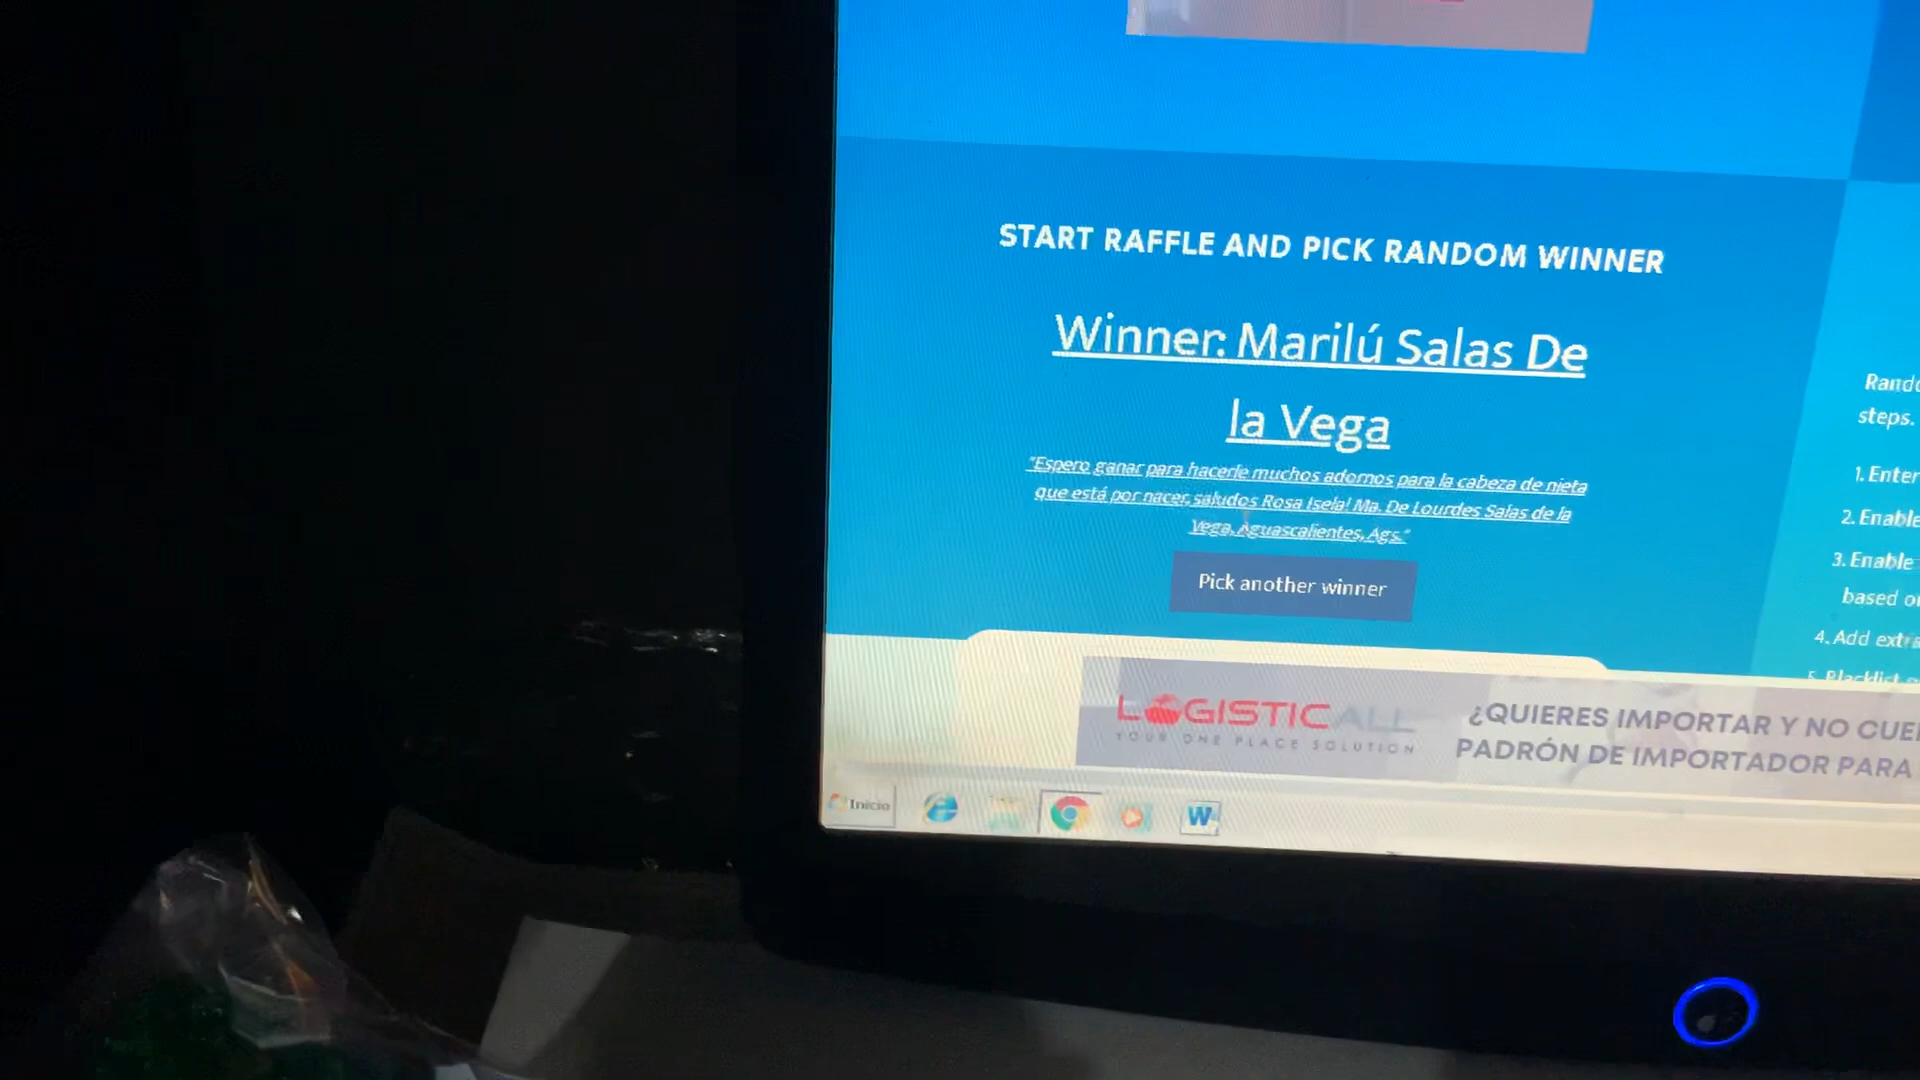 START RAFFLE AND PICK RANDOM WINNER
Winner: Marilú Salas De
la Vega
"Espero ganar para hacerle muchos adornos para la cabeza de nieta
que está por nacer, saludos Rosa Isela! Ma. De Lourdes Salas de la
Vega, Aguascalientes, Ags."
Pick another winner
steps.
1. Enter
2. Enable
3. Enable
based
4. Add
LOGISTICALL
YOUR ONE PLACE SOLUTION
¿QUIERES IMPORTAR Y NO
PADRÓN DE IMPORTADOR PARA
Inicio
W